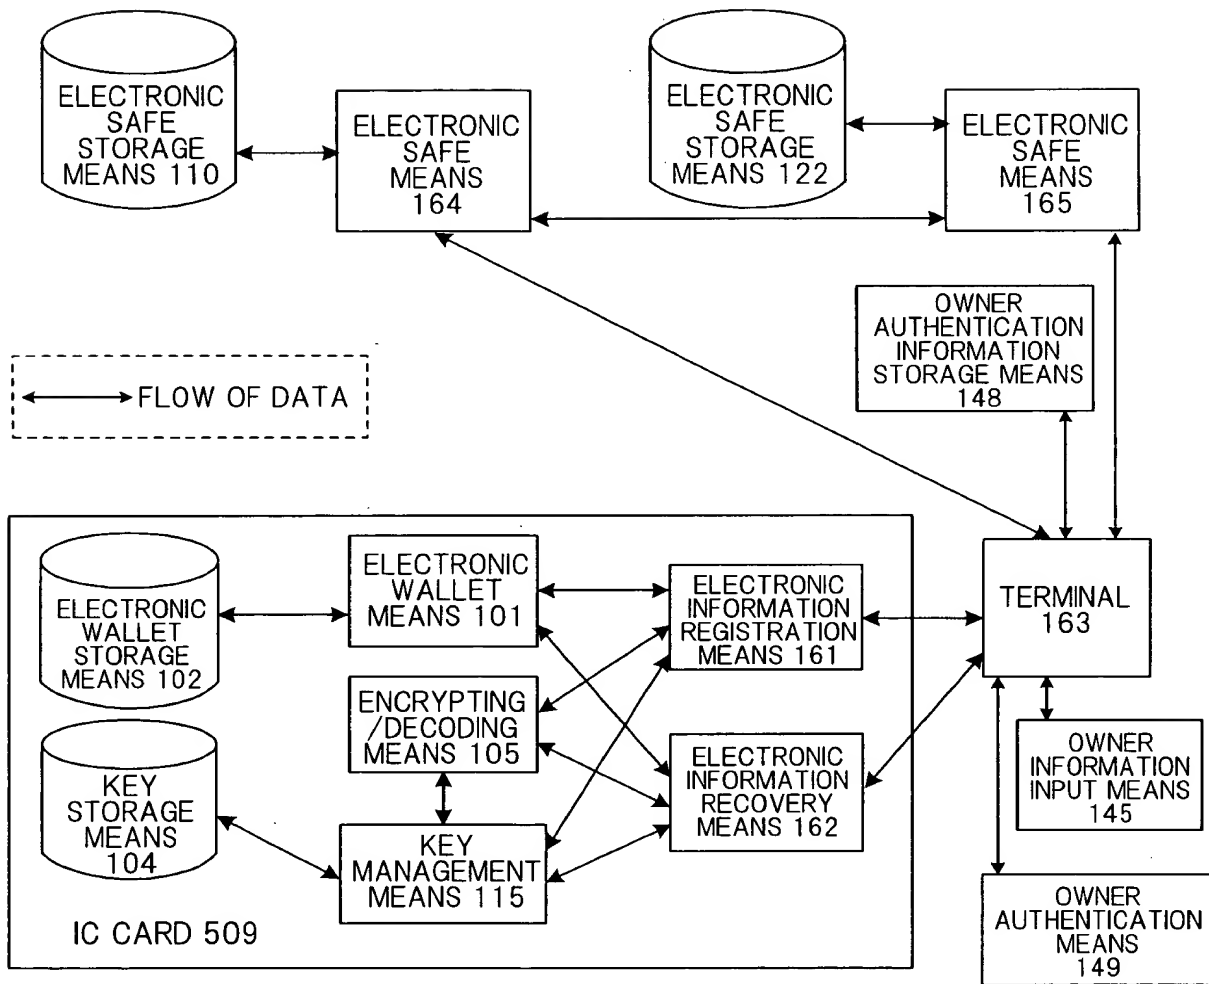 ELECTRONIC
SAFE
STORAGE
MEANS 110
ELECTRONIC
SAFE
MEANS
164
ELECTRONIC
SAFE
STORAGE
MEANS 122
ELECTRONIC
SAFE
MEANS
165
OWNER
AUTHENTICATION
INFORMATION
STORAGE MEANS
148
FLOW OF DATA
ELECTRONIC
WALLET
STORAGE
MEANS 102
ELECTRONIC
WALLET
MEANS 101
ELECTRONIC
INFORMATION
REGISTRATION
MEANS 161
TERMINAL
163
ENCRYPTING
/DECODING
MEANS 105
KEY
STORAGE
MEANS
104
KEY
MANAGEMENT
MEANS 115
ELECTRONIC
INFORMATION
RECOVERY
MEANS 162
OWNER
INFORMATION
INPUT MEANS
145
IC CARD 509
OWNER
AUTHENTICATION
MEANS
149